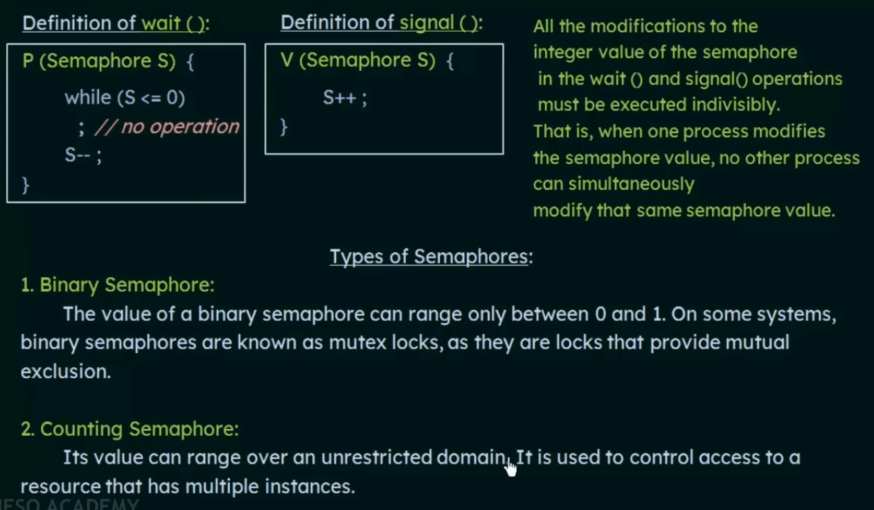 Definition of wait ( ):
P (Semaphore S) {
while (S <= 0)
; // no operation
S-- ;
}
Definition of signal ( ):
V (Semaphore S) {
S++ ;
}
All the modifications to the
integer value of the semaphore
in the wait () and signal() operations
must be executed indivisibly.
That is, when one process modifies
the semaphore value, no other process
can simultaneously
modify that same semaphore value.
Types of Semaphores:
1. Binary Semaphore:
The value of a binary semaphore can range only between 0 and 1. On some systems,
binary semaphores are known as mutex locks, as they are locks that provide mutual
exclusion.
2. Counting Semaphore:
Its value can range over an unrestricted domain. It is used to control access to a
resource that has multiple instances.
NESO ACADEMY